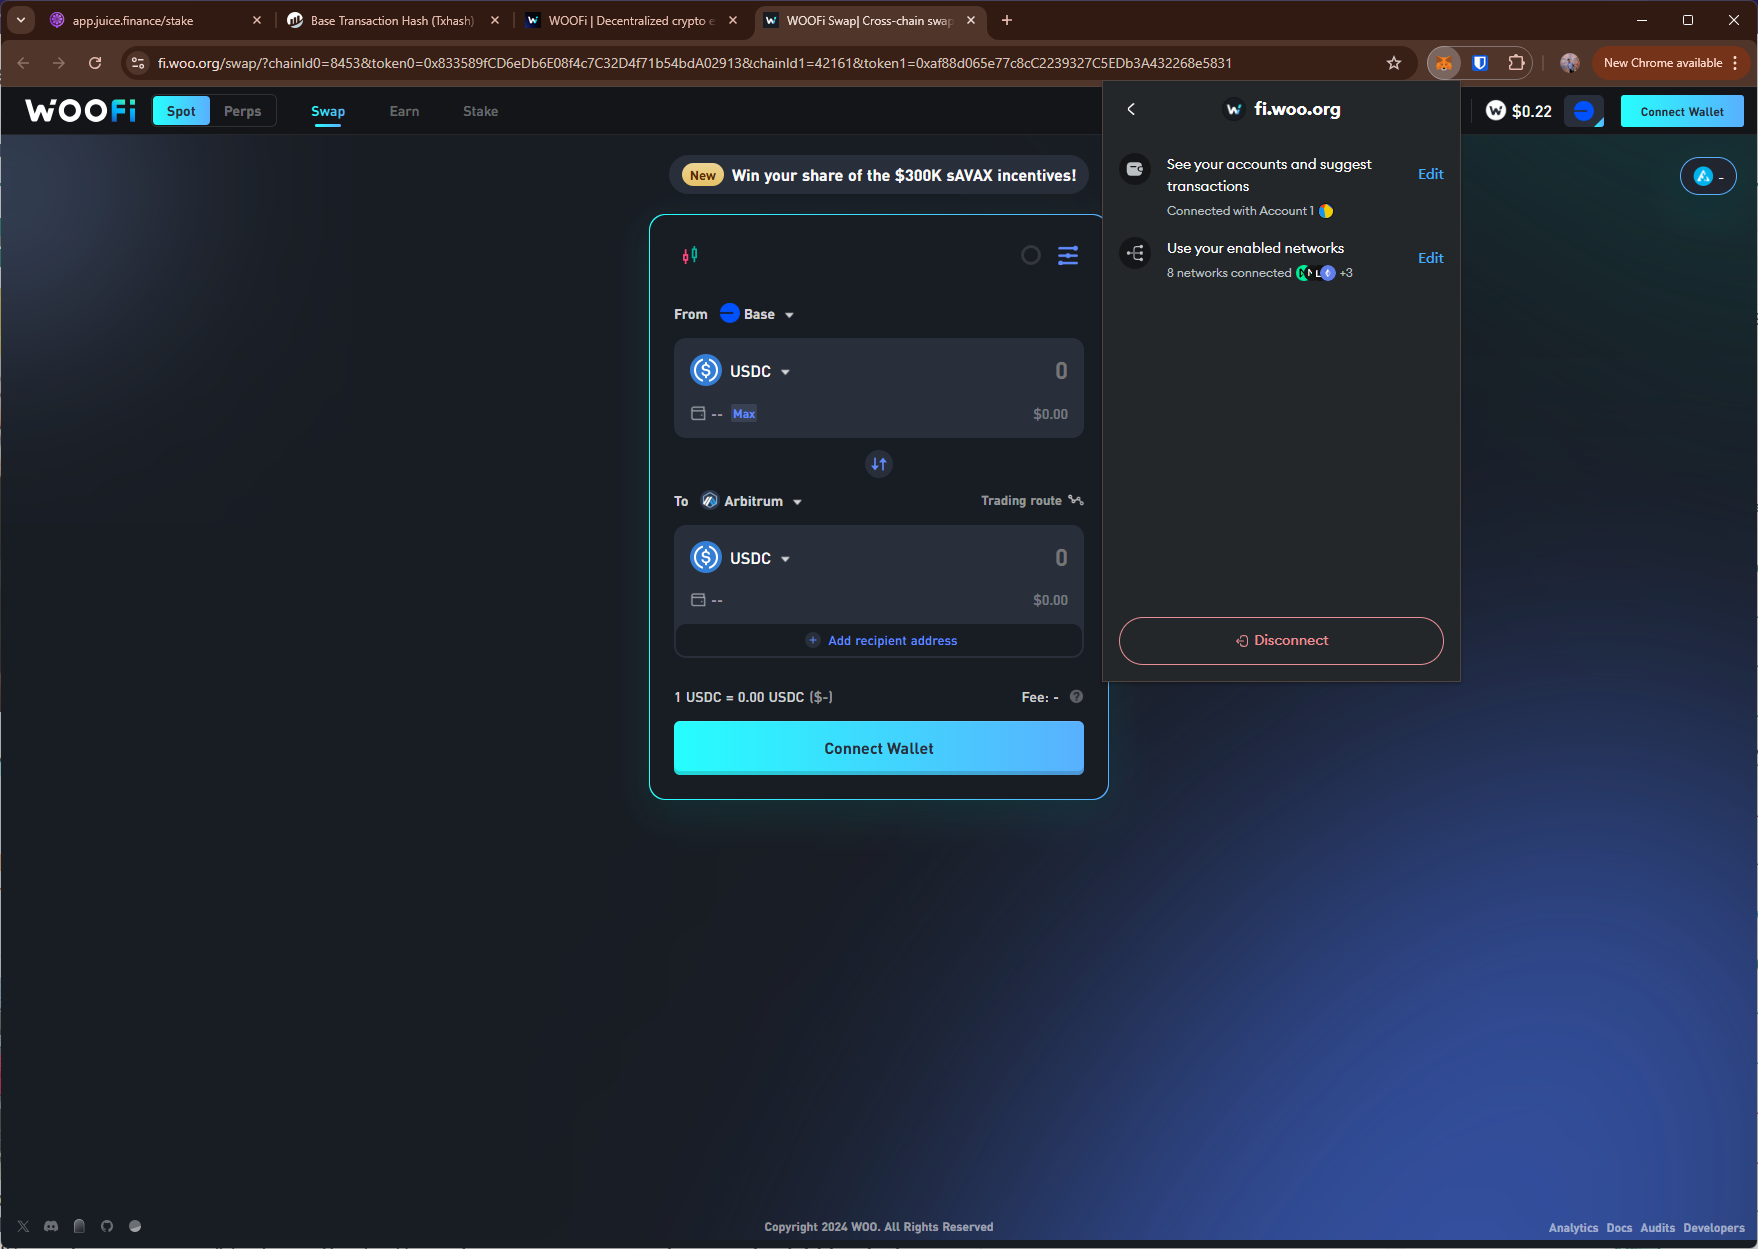 app.juice.finance/stake
Base Transaction Hash (Txhash)
WOOFi | Decentralized crypto e
WOOFi Swap| Cross-chain swap
fi.woo.org/swap/?chainId0=8453&token0=0x833589fCD6eDb6E08f4c7C32D4f71b54bdA02913&chainId1=42161&token1=0xaf88d065e77c8cC2239327C5EDb3A432268e5831
New Chrome available
WOOFi
Spot
Perps
Swap
Earn
Stake
$0.22
Connect Wallet
New Win your share of the $300K sAVAX incentives!
-
From Base
USDC
0
-- Max
$0.00
To Arbitrum
Trading route
USDC
0
--
$0.00
+ Add recipient address
1 USDC = 0.00 USDC ($-)
Fee: - ?
Connect Wallet
fi.woo.org
See your accounts and suggest
transactions
Edit
Connected with Account 1
Use your enabled networks
Edit
8 networks connected
+3
Disconnect
Copyright 2024 WOO. All Rights Reserved
Analytics Docs Audits Developers